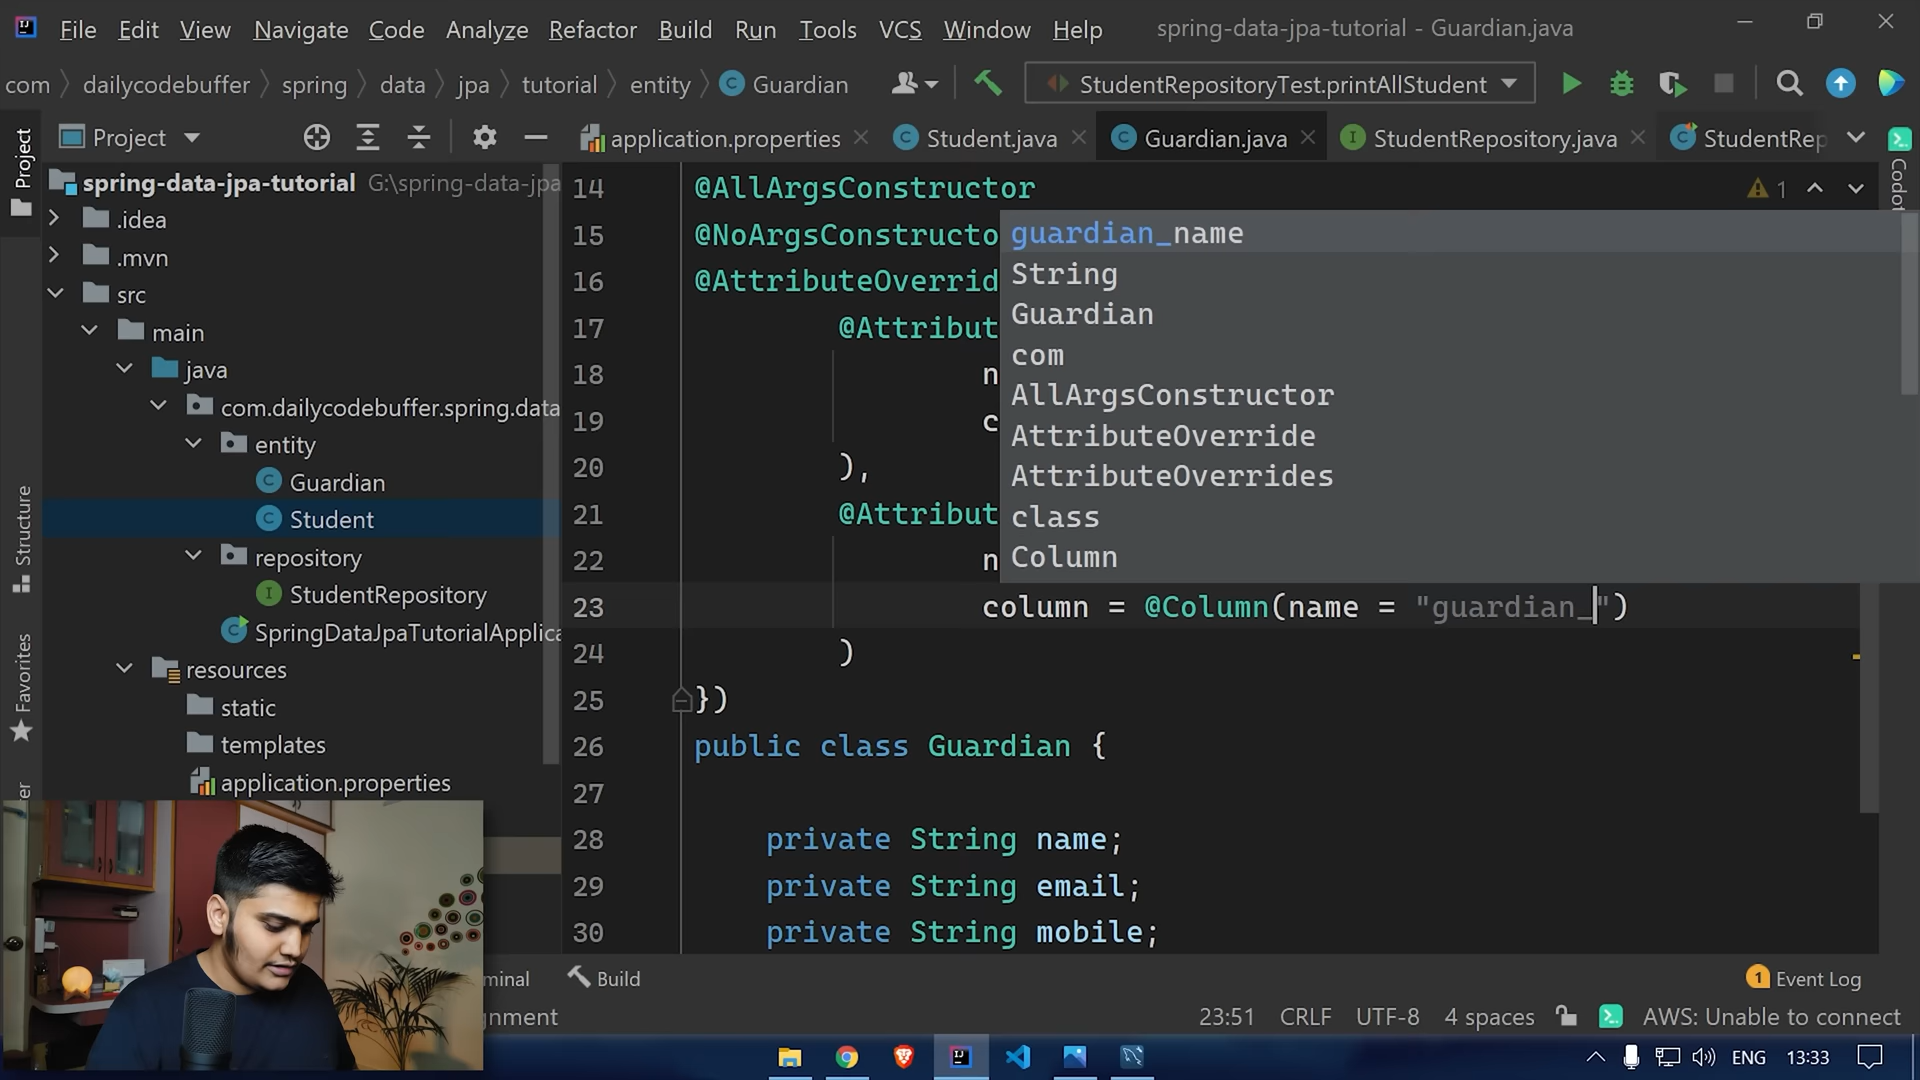 File Edit View Navigate Code Analyze Refactor Build Run Tools VCS Window Help spring-data-jpa-tutorial - Guardian.java
com dailycodebuffer spring data jpa tutorial entity Guardian StudentRepositoryTest.printAllStudent
Project application.properties Student.java Guardian.java StudentRepository.java StudentRep
Project
Structure
Favorites
spring-data-jpa-tutorial G:\spring-data-jpa
.idea
.mvn
src
main
java
com.dailycodebuffer.spring.data
entity
Guardian
Student
repository
StudentRepository
SpringDataJpaTutorialApplica
resources
static
templates
application.properties
14 @AllArgsConstructor
15 @NoArgsConstructo
16 @AttributeOverrid
17 @Attribut
18 n
19 c
20 ),
21 @Attribut
22 n
23 column = @Column(name = "guardian_")
24 )
25 })
26 public class Guardian {
27
28 private String name;
29 private String email;
30 private String mobile;
guardian_name
String
Guardian
com
AllArgsConstructor
AttributeOverride
AttributeOverrides
class
Column
1
Codot
minal Build 1 Event Log
gnment 23:51 CRLF UTF-8 4 spaces AWS: Unable to connect
ENG 13:33